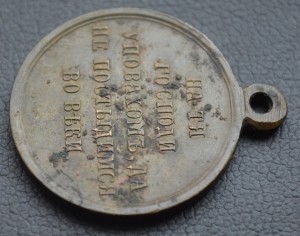 НА ТЯ
ГОСПОДИ
УПОВАХОМЪ, ДА
НЕ ПОСТЫДИМСЯ
ВО ВѢКИ